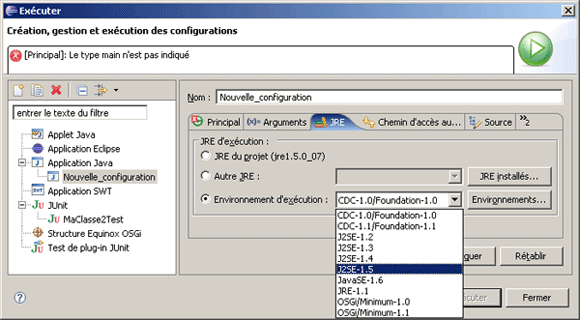 Exécuter
Création, gestion et exécution des configurations
[Principal]: Le type main n'est pas indiqué
entrer le texte du filtre
Applet Java
Application Eclipse
Application Java
Nouvelle_configuration
Application SWT
JUnit
MaClasse2Test
Structure Equinox OSGi
Test de plug-in JUnit
Nom : Nouvelle_configuration
Principal (x)= Arguments JRE Chemin d'accès au... Source »2
JRE d'exécution :
JRE du projet (jre1.5.0_07)
Autre JRE : JRE installés...
Environnement d'exécution : CDC-1.0/Foundation-1.0 Environnements...
CDC-1.0/Foundation-1.0
CDC-1.1/Foundation-1.1
J2SE-1.2
J2SE-1.3
J2SE-1.4
J2SE-1.5
JavaSE-1.6
JRE-1.1
OSGi/Minimum-1.0
OSGi/Minimum-1.1
quer Rétablir
écuter Fermer